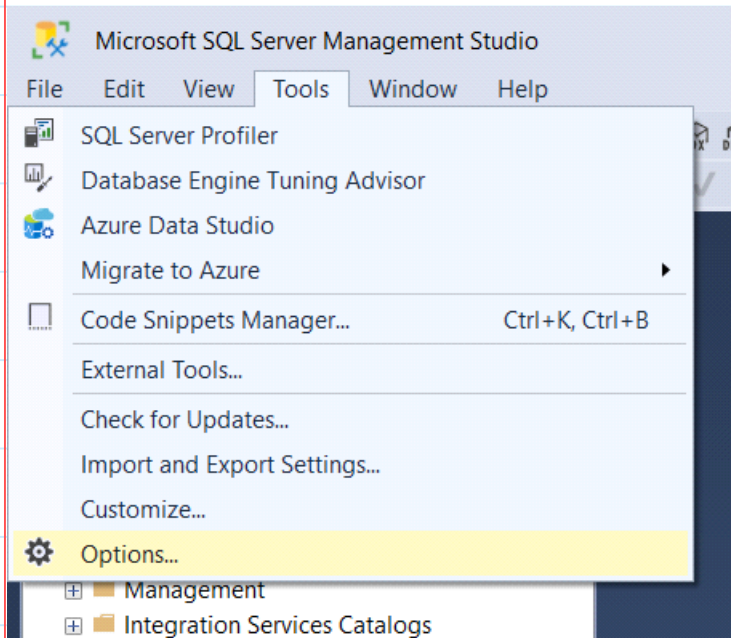 Microsoft SQL Server Management Studio
File Edit View Tools Window Help
SQL Server Profiler
Database Engine Tuning Advisor
Azure Data Studio
Migrate to Azure
Code Snippets Manager... Ctrl+K, Ctrl+B
External Tools...
Check for Updates...
Import and Export Settings...
Customize...
Options...
Management
Integration Services Catalogs